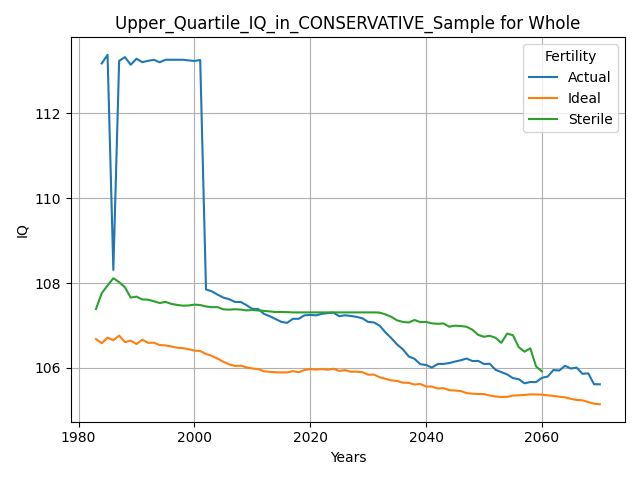 Upper_Quartile_IQ_in_CONSERVATIVE_Sample for Whole
Fertility
Actual
Ideal
Sterile
112
110
108
106
IQ
1980
2000
2020
2040
2060
Years